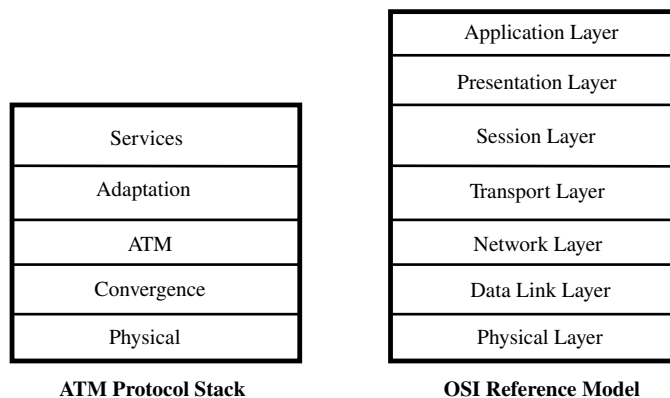 Services
Adaptation
ATM
Convergence
Physical
ATM Protocol Stack
Application Layer
Presentation Layer
Session Layer
Transport Layer
Network Layer
Data Link Layer
Physical Layer
OSI Reference Model